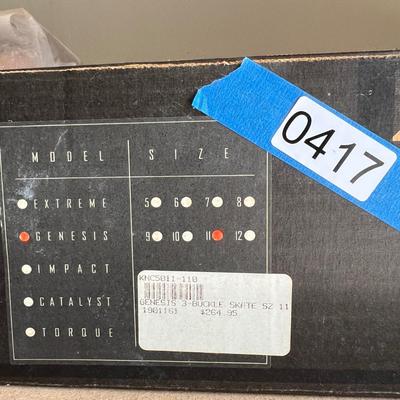 0417
MODEL SIZE
EXTREME 5 6 7 8
GENESIS 9 10 11 12
IMPACT
CATALYST
TORQUE
KNC5011-110
GENESIS 3-BUCKLE SKATE SZ 11
1901161 $264.95